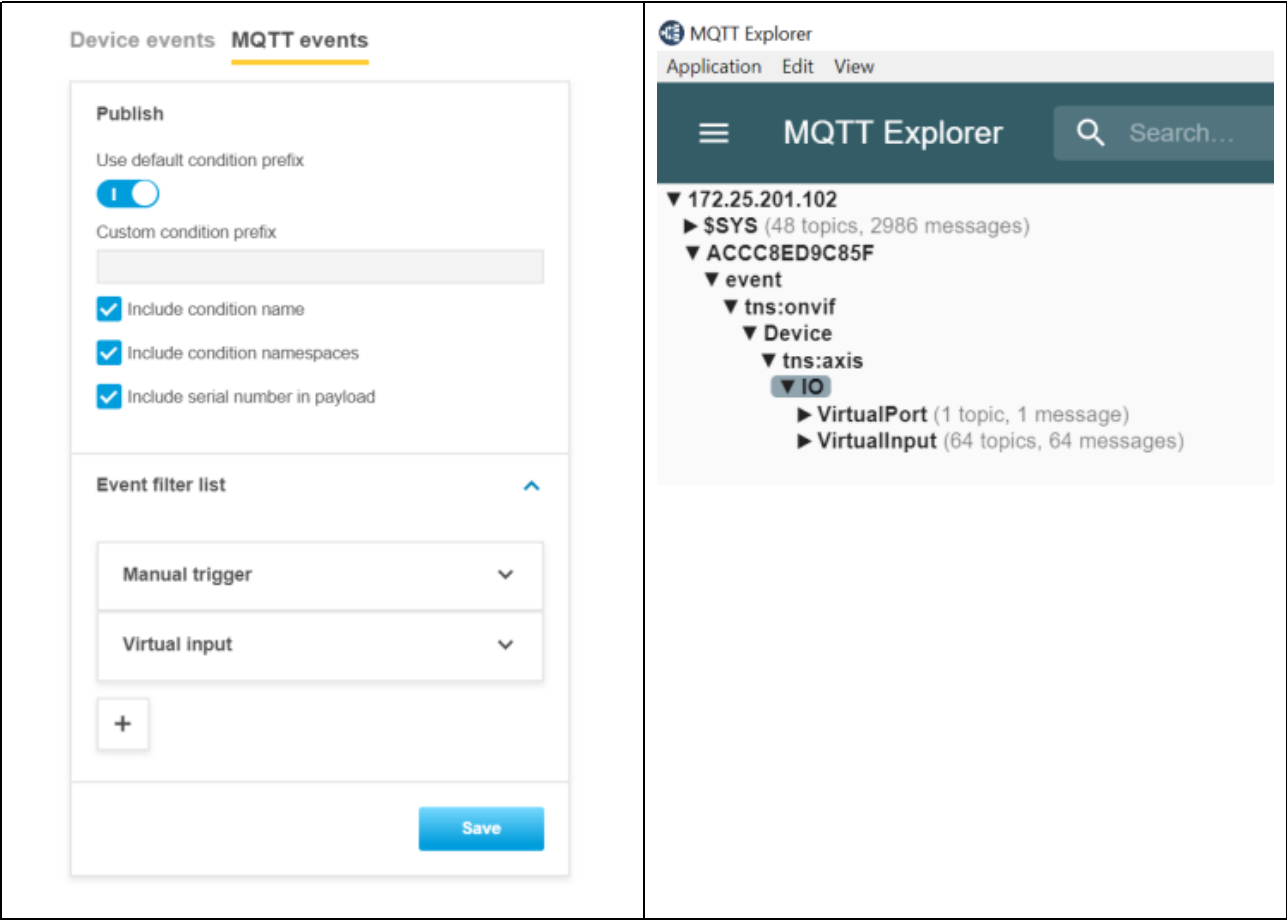 Device events MQTT events
Publish
Use default condition prefix
Custom condition prefix
Include condition name
Include condition namespaces
Include serial number in payload
Event filter list
Manual trigger
Virtual input
+
Save
MQTT Explorer
Application Edit View
MQTT Explorer Search...
▼ 172.25.201.102
▶ $SYS (48 topics, 2986 messages)
▼ ACCC8ED9C85F
▼ event
▼ tns:onvif
▼ Device
▼ tns:axis
▼ IO
▶ VirtualPort (1 topic, 1 message)
▶ VirtualInput (64 topics, 64 messages)